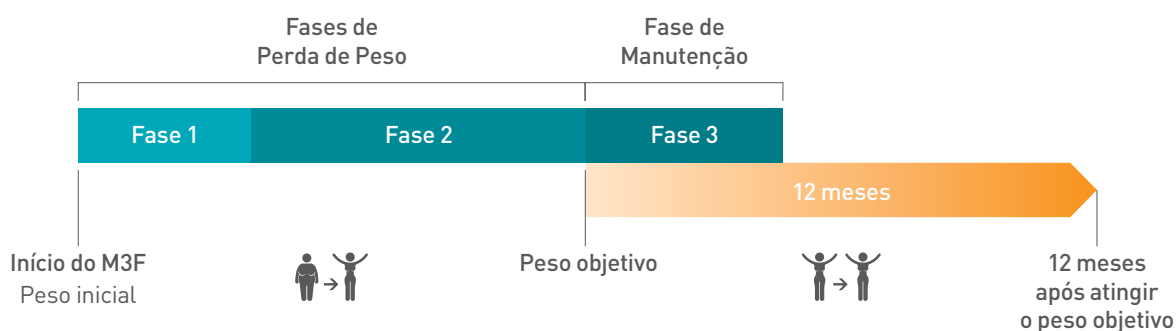 Fases de
Perda de Peso
Fase de
Manutenção
Fase 1
Fase 2
Fase 3
12 meses
Início do M3F
Peso inicial
Peso objetivo
12 meses
após atingir
o peso objetivo